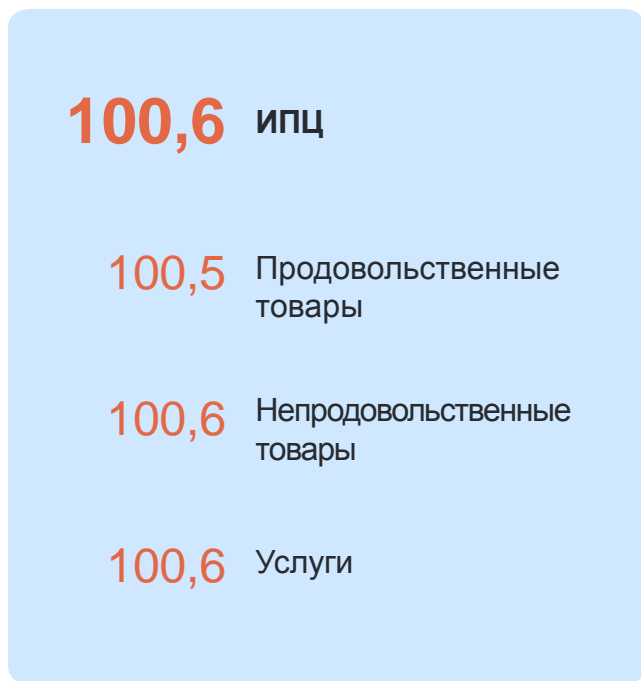 100,6 ИПЦ
100,5 Продовольственные
товары
100,6 Непродовольственные
товары
100,6 Услуги